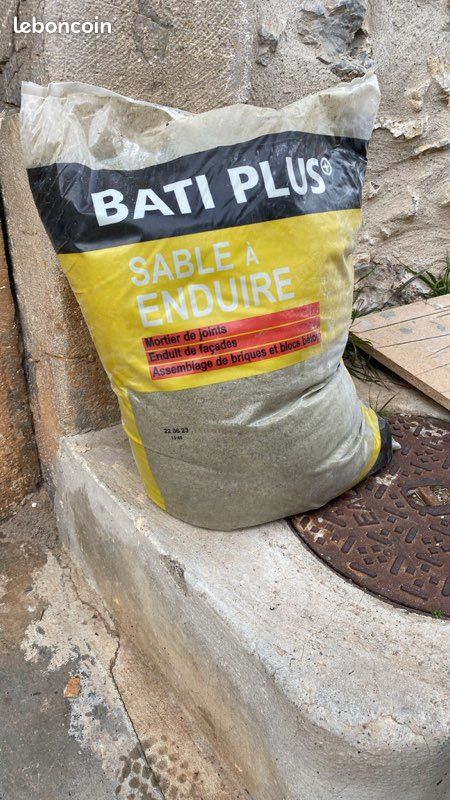 leboncoin
BATI PLUS
SABLE À
ENDUIRE
Mortier de joints
Enduit de façades
Assemblage de briques et blocs béton
22 06 23